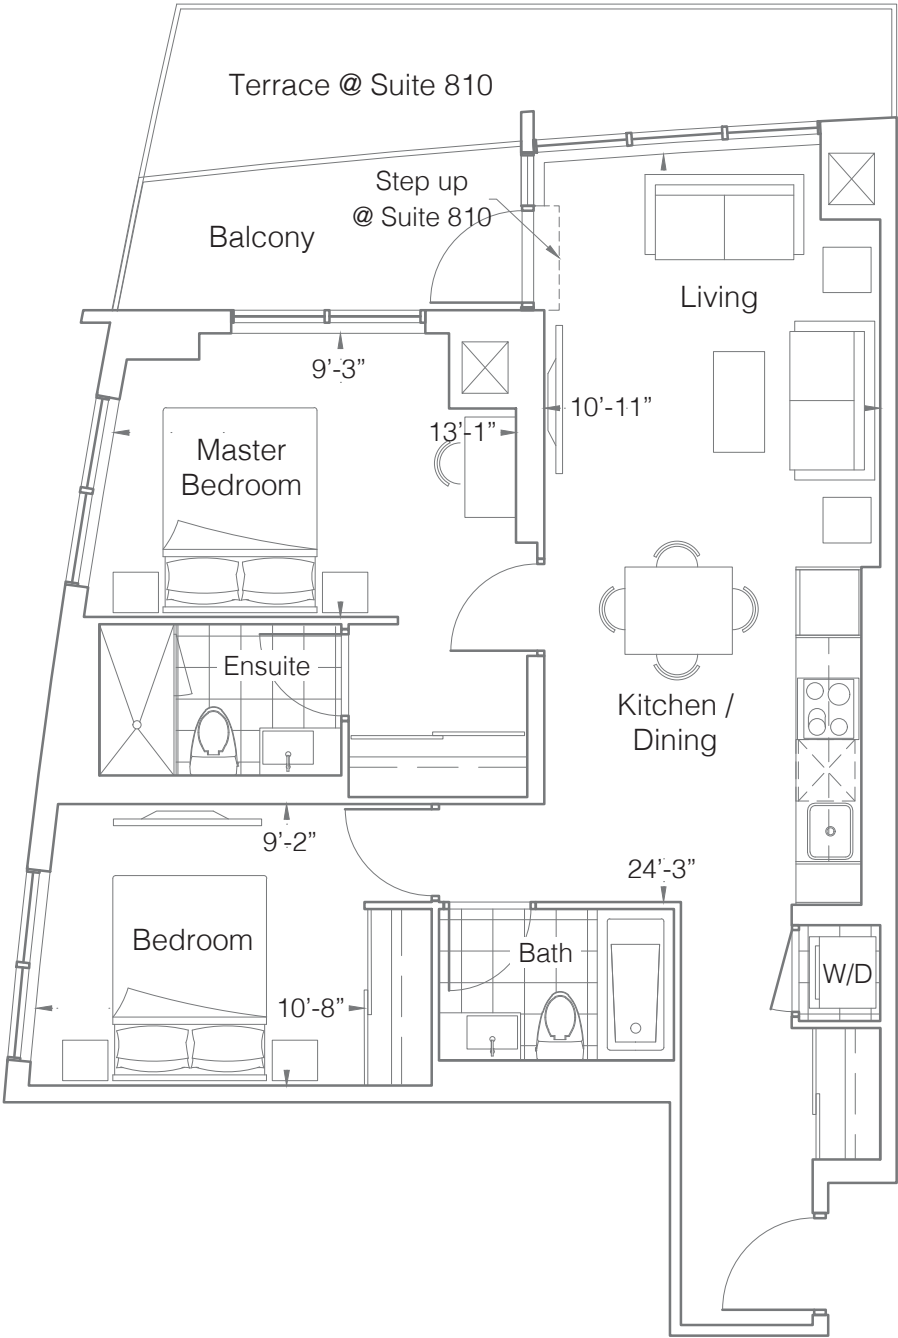 Terrace @ Suite 810
Step up
@ Suite 810
Balcony
Living
9’-3”
10’-11”
13’-1”
Master
Bedroom
Ensuite
Kitchen /
Dining
9’-2”
24’-3”
Bedroom
Bath
W/D
10’-8”